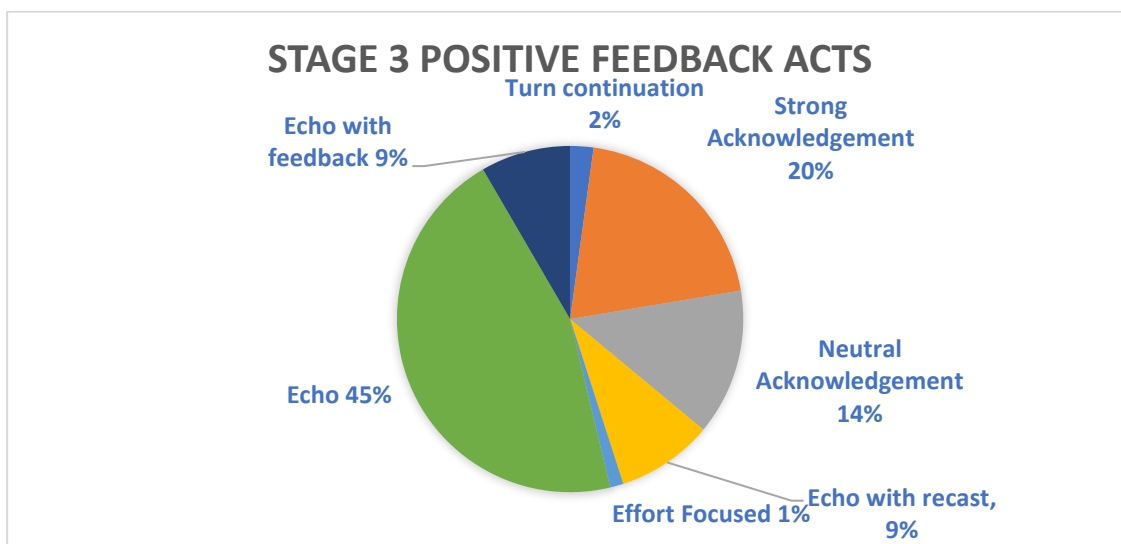 STAGE 3 POSITIVE FEEDBACK ACTS
Turn continuation
2%
Strong
Acknowledgement
20%
Neutral
Acknowledgement
14%
Echo with recast,
9%
Effort Focused 1%
Echo 45%
Echo with
feedback 9%